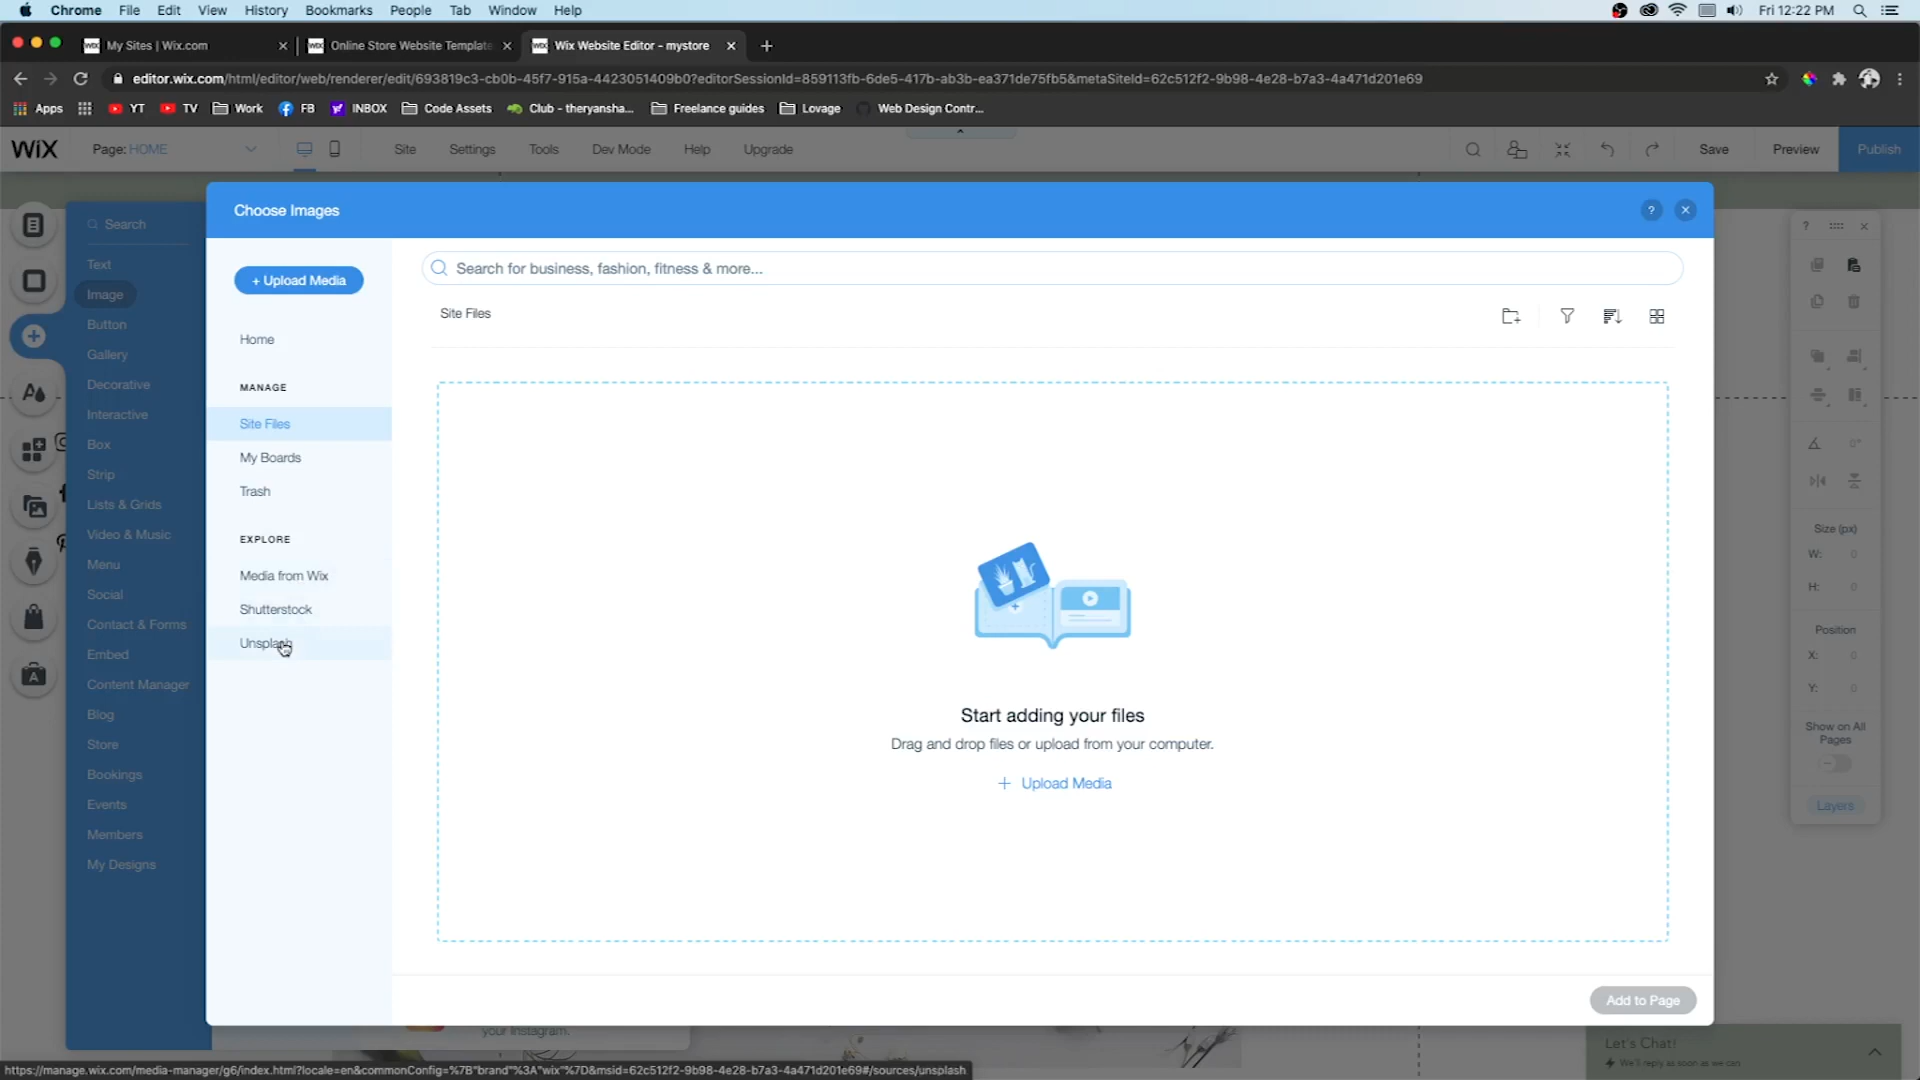 Chrome File Edit View History Bookmarks People Tab Window Help Fri 12:22 PM
My Sites | Wix.com Online Store Website Template Wix Website Editor - mystore
editor.wix.com/html/editor/web/renderer/edit/693819c3-cb0b-45f7-915a-4423051409b0?editorSessionId=859113fb-6de5-417b-ab3b-ea371de75fb5&metaSiteId=62c512f2-9b98-4e28-b7a3-4a471d201e69
Apps YT TV Work FB INBOX Code Assets Club - theryansha... Freelance guides Lovage Web Design Contr...
WiX Page: HOME Site Settings Tools Dev Mode Help Upgrade Save Preview Publish
Choose Images ?
Search
Text
Image
Button
Gallery
Decorative
Interactive
Box
Strip
Lists & Grids
Video & Music
Menu
Social
Contact & Forms
Embed
Content Manager
Blog
Store
Bookings
Events
Members
My Designs
+ Upload Media
Home
MANAGE
Site Files
My Boards
Trash
EXPLORE
Media from Wix
Shutterstock
Unsplash
Search for business, fashion, fitness & more...
Site Files
Start adding your files
Drag and drop files or upload from your computer.
+ Upload Media
Add to Page
?
0°
Size (px)
W: 0
H: 0
Position
X: 0
Y: 0
Show on All
Pages
Layers
your Instagram.
Let's Chat!
We'll reply as soon as we can
https://manage.wix.com/media-manager/g6/index.html?locale=en&commonConfig=%7B"brand"%3A"wix"%7D&msid=62c512f2-9b98-4e28-b7a3-4a471d201e69#/sources/unsplash